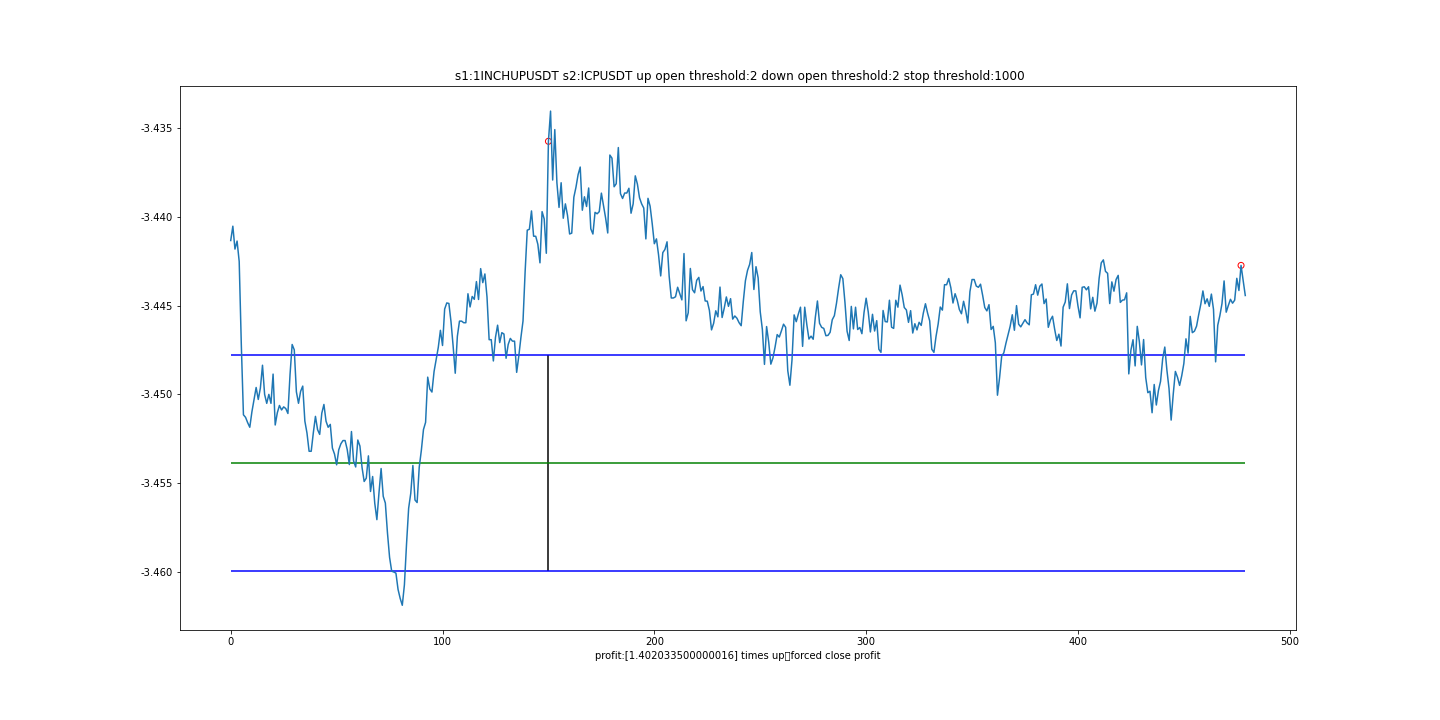 s1:1INCHUPUSDT s2:ICPUSDT up open threshold:2 down open threshold:2 stop threshold:1000
-3.435
-3.440
-3.445
-3.450
-3.455
-3.460
0 100 200 300 400 500
profit:[1.402033500000016] times up▯forced close profit